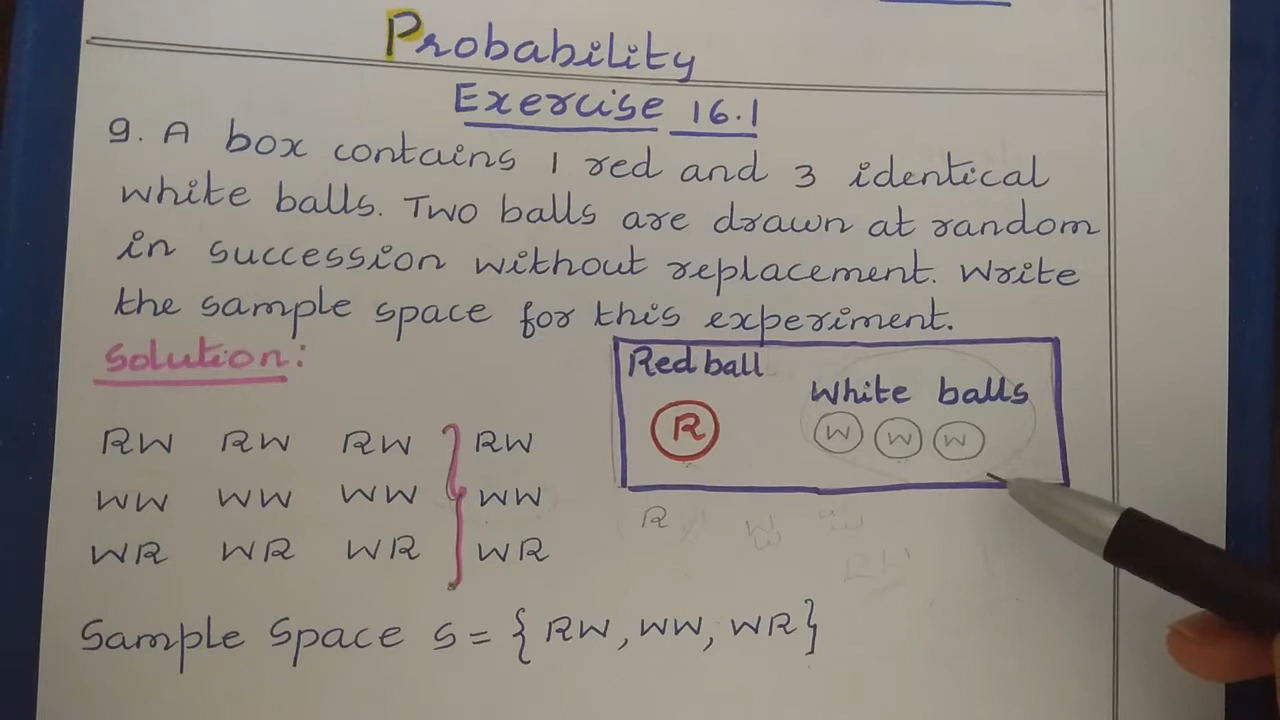 Probability
Exercise 16.1
9. A box contains 1 red and 3 identical
white balls. Two balls are drawn at random
in succession without replacement. Write
the sample space for this experiment.
Solution:
Red ball
White balls
R W W W
RW RW RW } RW
WW WW WW WW
WR WR WR WR
R
Sample Space S = { RW, WW, WR }